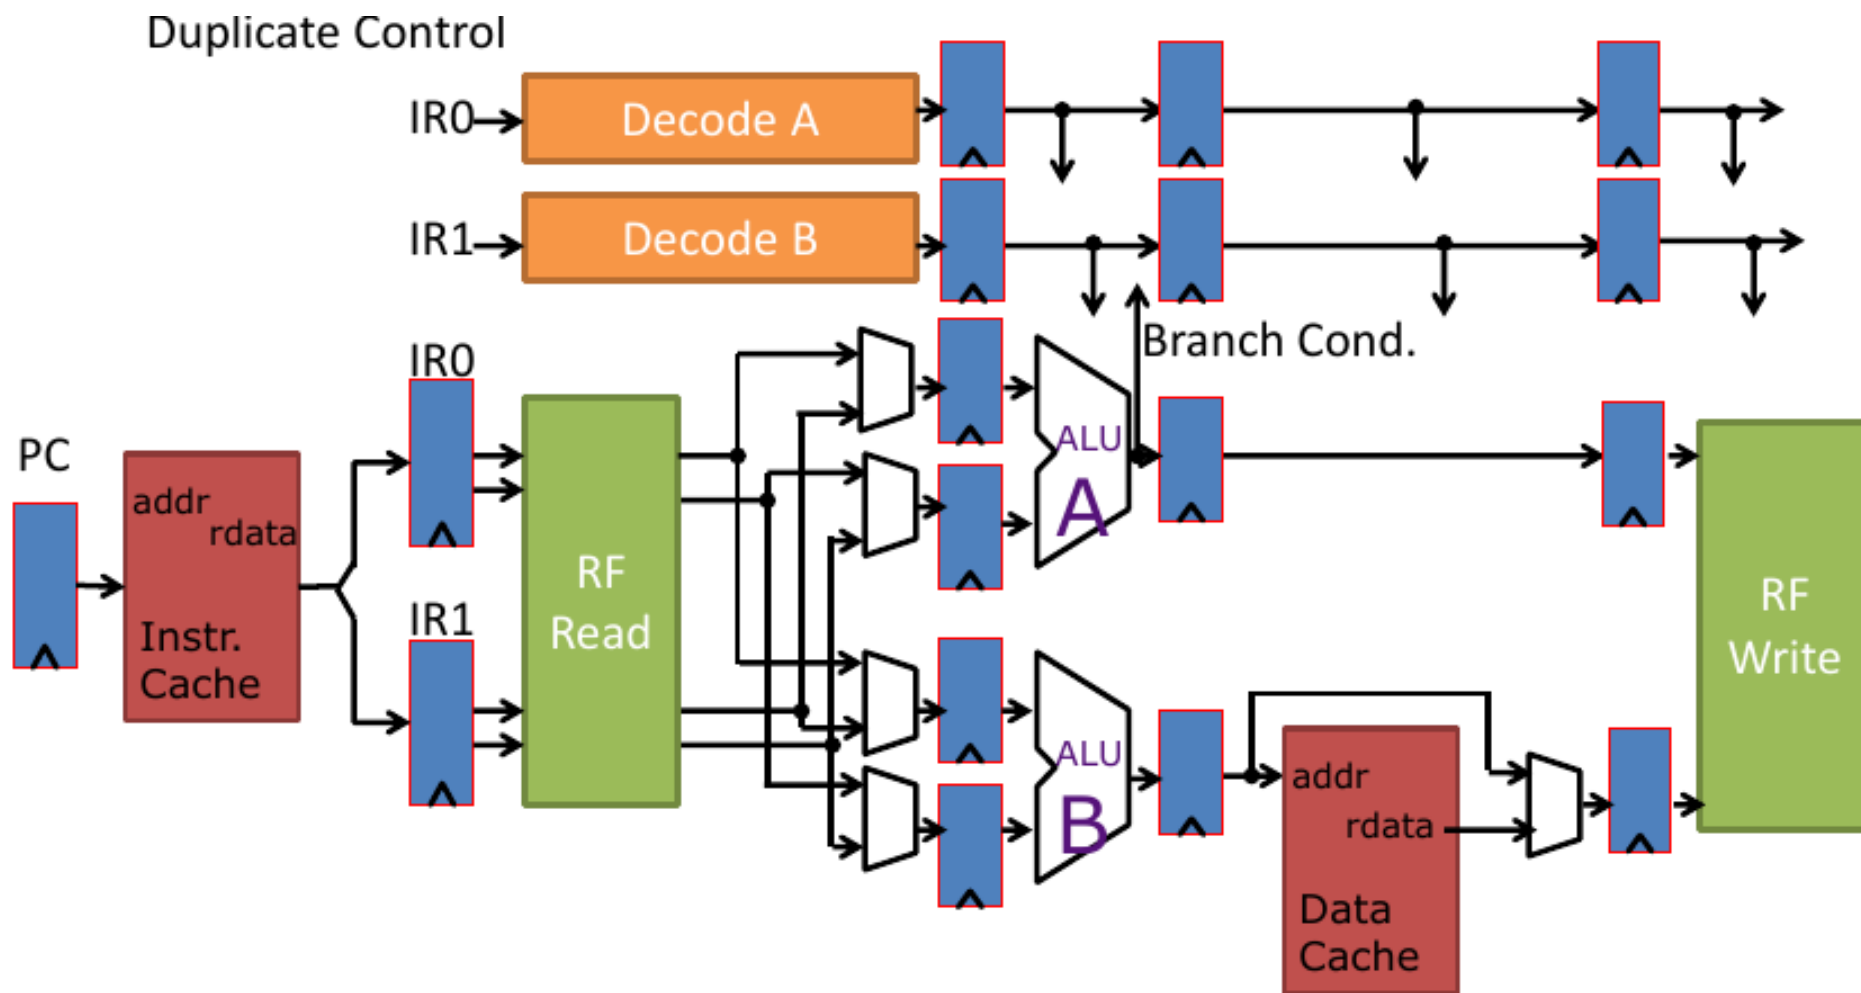 Duplicate Control
IR0
Decode A
IR1
Decode B
Branch Cond.
IR0
PC
addr
rdata
Instr.
Cache
IR1
RF
Read
ALU
A
ALU
B
addr
rdata
Data
Cache
RF
Write